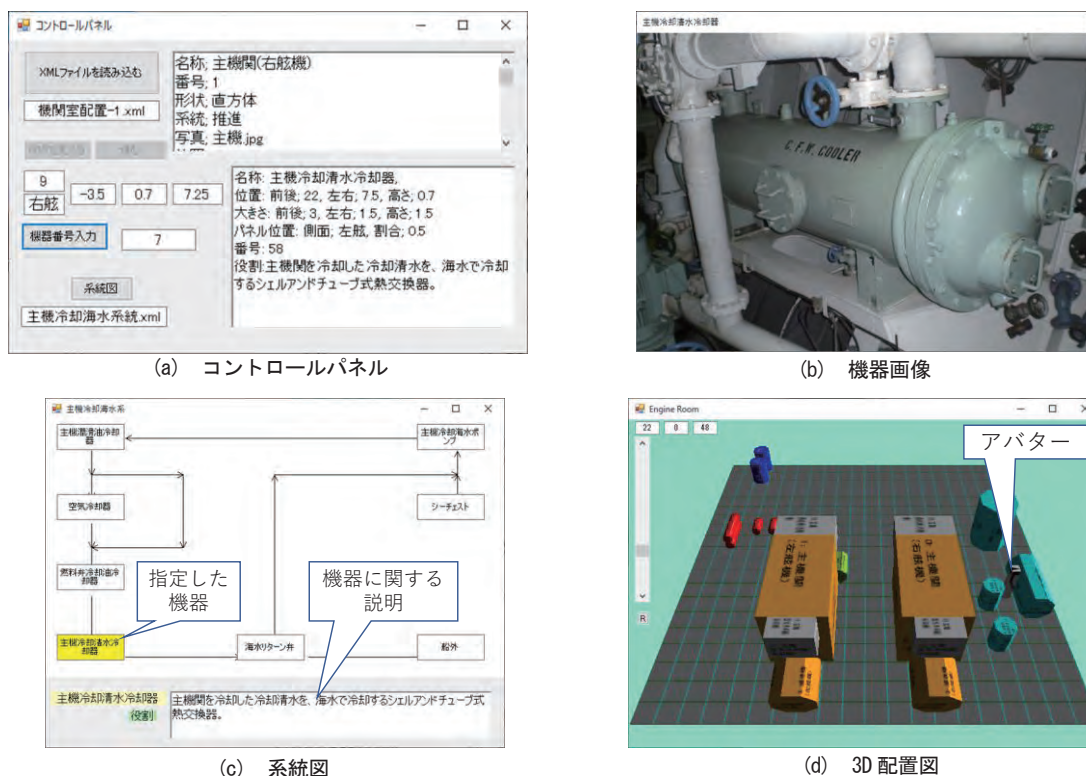 コントロールパネル
XMLファイルを読み込む
機関室配置-1.xml
名称; 主機関(右舷機)
番号; 1
形状; 直方体
系統; 推進
写真; 主機.jpg
9
右舷
-3.5
0.7
7.25
機器番号入力
7
系統図
主機冷却海水系統.xml
名称: 主機冷却清水冷却器,
位置: 前後; 22, 左右; 7.5, 高さ; 0.7
大きさ: 前後; 3, 左右; 1.5, 高さ; 1.5
パネル位置: 側面; 左舷, 割合; 0.5
番号: 58
役割:主機関を冷却した冷却清水を、海水で冷却
するシェルアンドチューブ式熱交換器。
(a) コントロールパネル
主機冷却清水冷却器
C.F.W. COOLER
(b) 機器画像
主機冷却海水系
主機潤滑油冷却
器
主機冷却海水ポ
ンプ
空気冷却器
シーチェスト
燃料弁冷却油冷
却器
指定した
機器
機器に関する
説明
主機冷却清水冷
却器
海水リターン弁
船外
主機冷却清水冷却器
役割
主機関を冷却した冷却清水を、海水で冷却するシェルアンドチューブ式
熱交換器。
(c) 系統図
Engine Room
22
48
アバター
R
1: 主機関
(左舷機)
0: 主機関
(右舷機)
(d) 3D 配置図